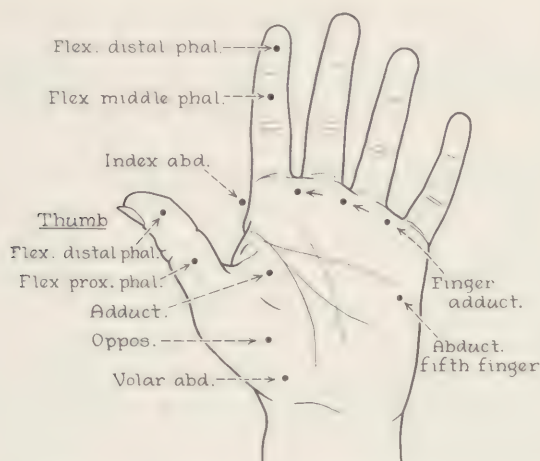 Flex. distal phal.
Flex middle phal.
Index abd.
Thumb
Flex. distal phal.
Flex prox. phal.
Adduct.
Oppos.
Volar abd.
Finger
adduct.
Abduct.
fifth finger